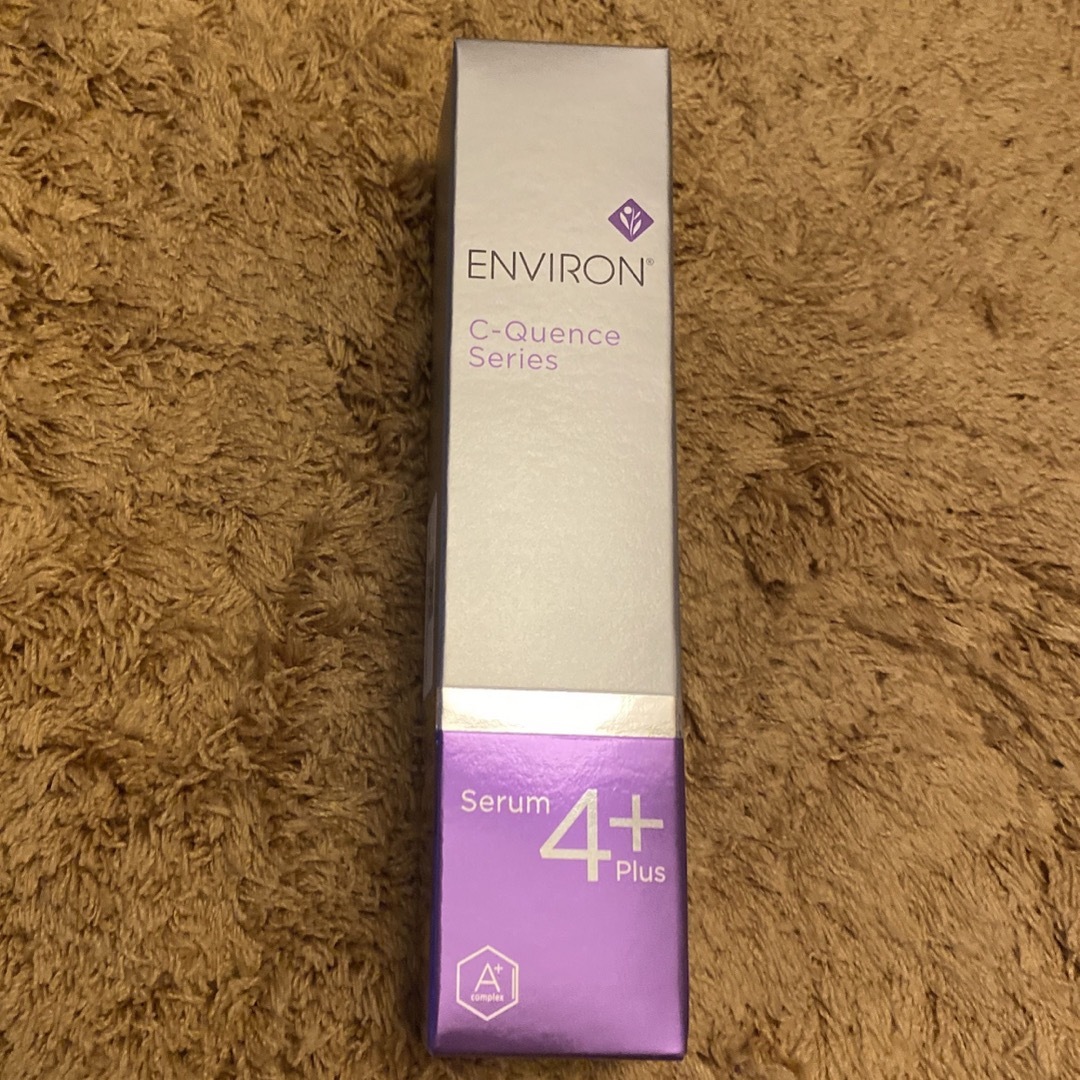 ENVIRON®
C-Quence
Series
Serum 4+
Plus
A+
complex